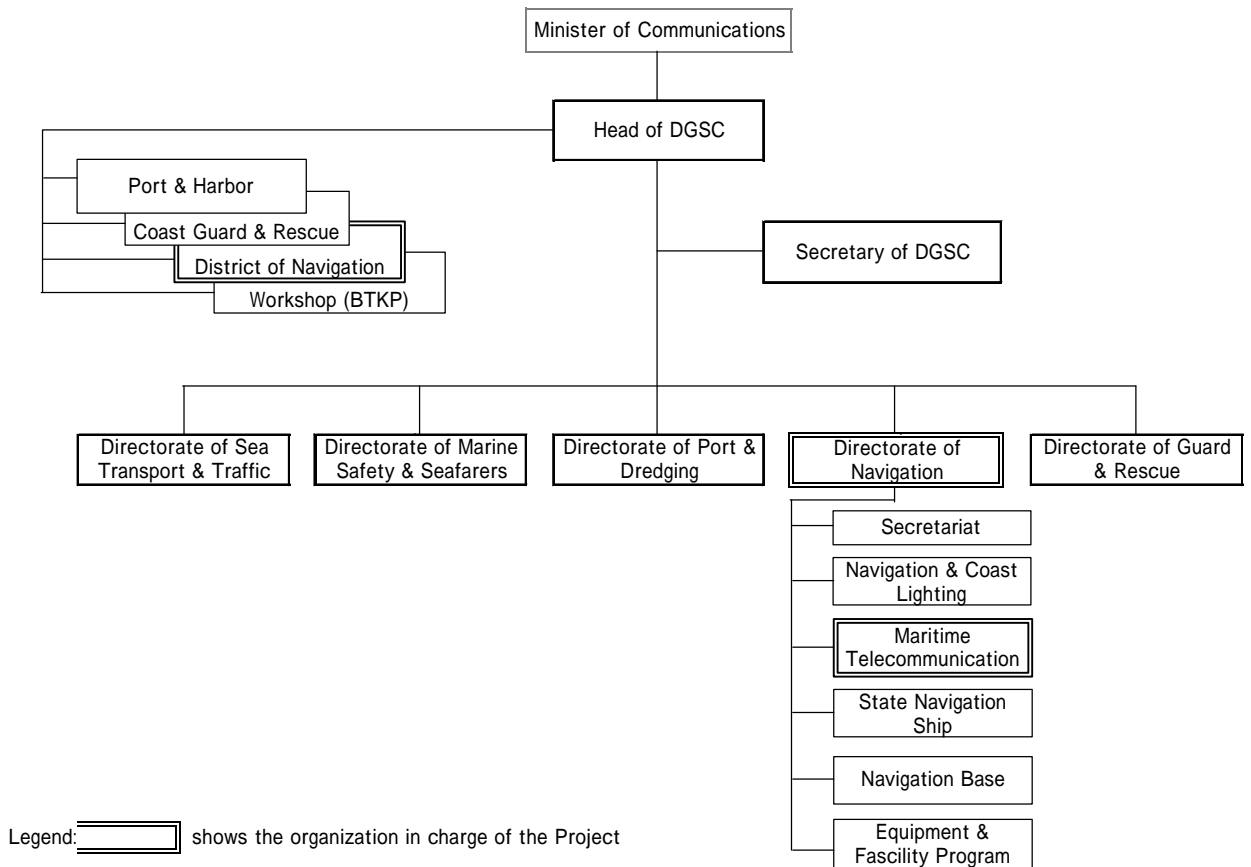 Minister of Communications
Head of DGSC
Port & Harbor
Coast Guard & Rescue
District of Navigation
Workshop (BTKP)
Secretary of DGSC
Directorate of Sea
Transport & Traffic
Directorate of Marine
Safety & Seafarers
Directorate of Port &
Dredging
Directorate of
Navigation
Directorate of Guard
& Rescue
Secretariat
Navigation & Coast
Lighting
Maritime
Telecommunication
State Navigation
Ship
Navigation Base
Equipment &
Fascility Program
Legend: shows the organization in charge of the Project